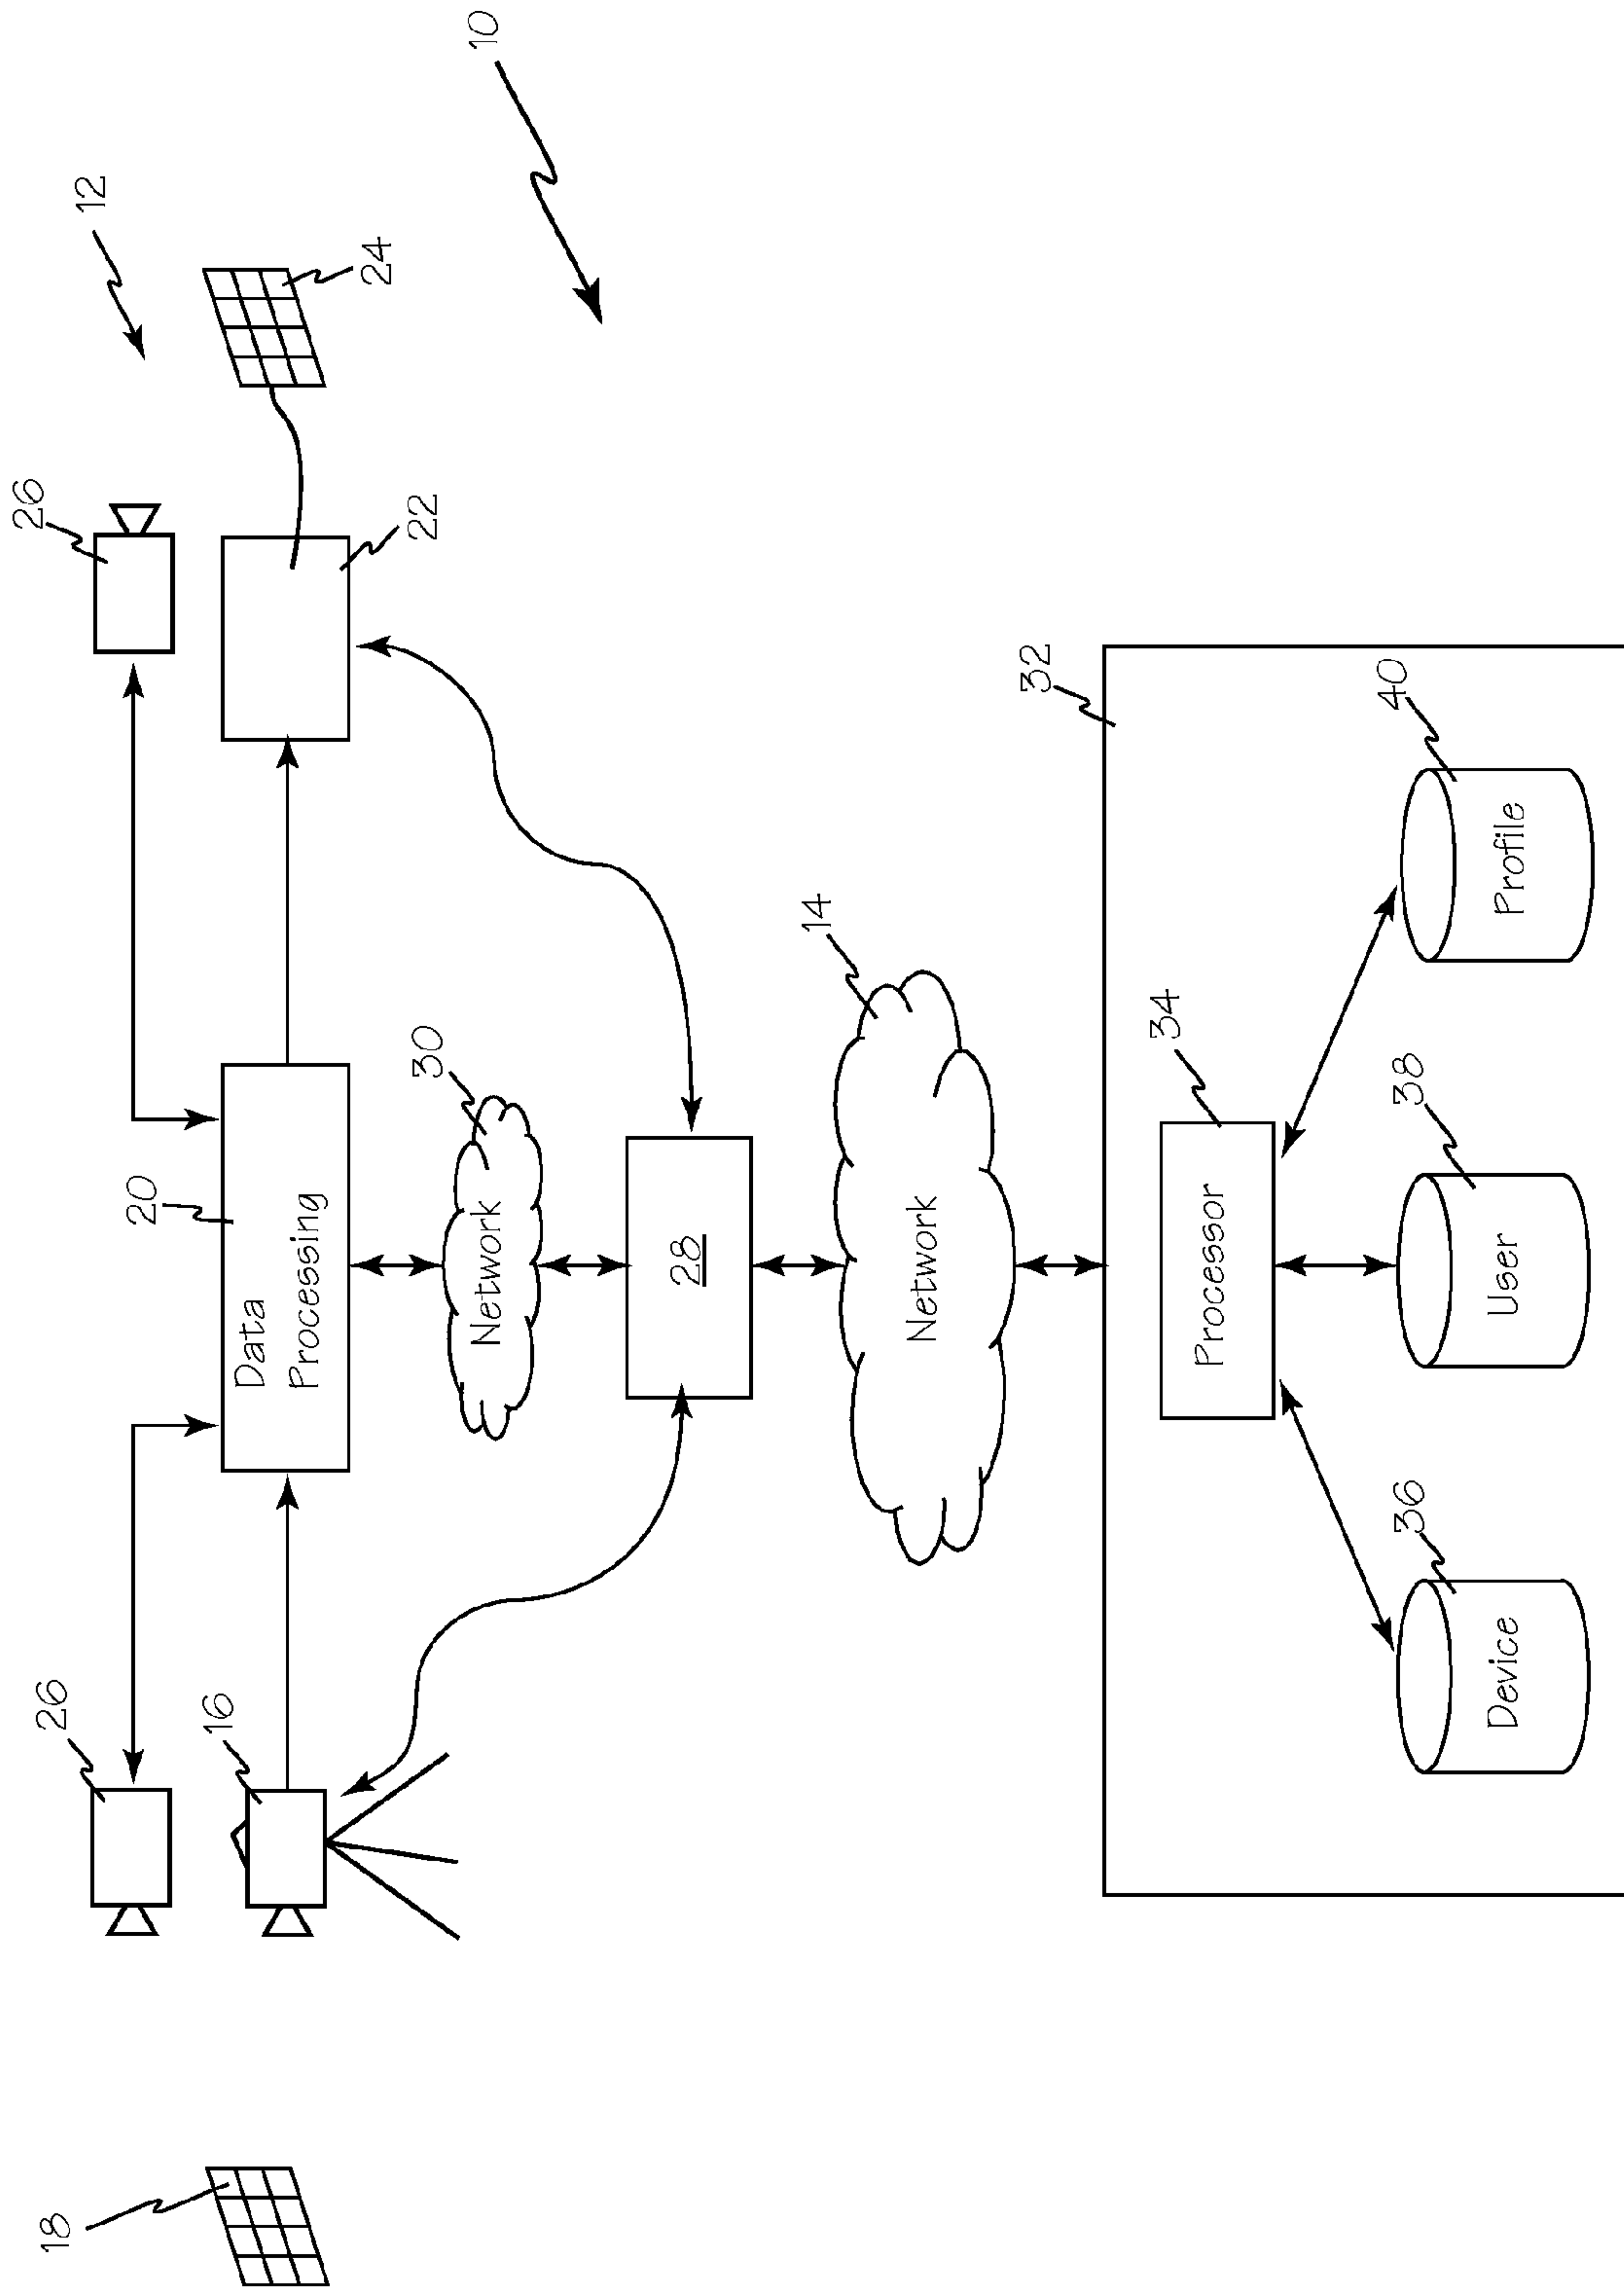 10
12
18
26
16
20
Data
Processing
26
22
24
30
Network
28
14
Network
32
34
Processor
36
Device
38
User
40
Profile